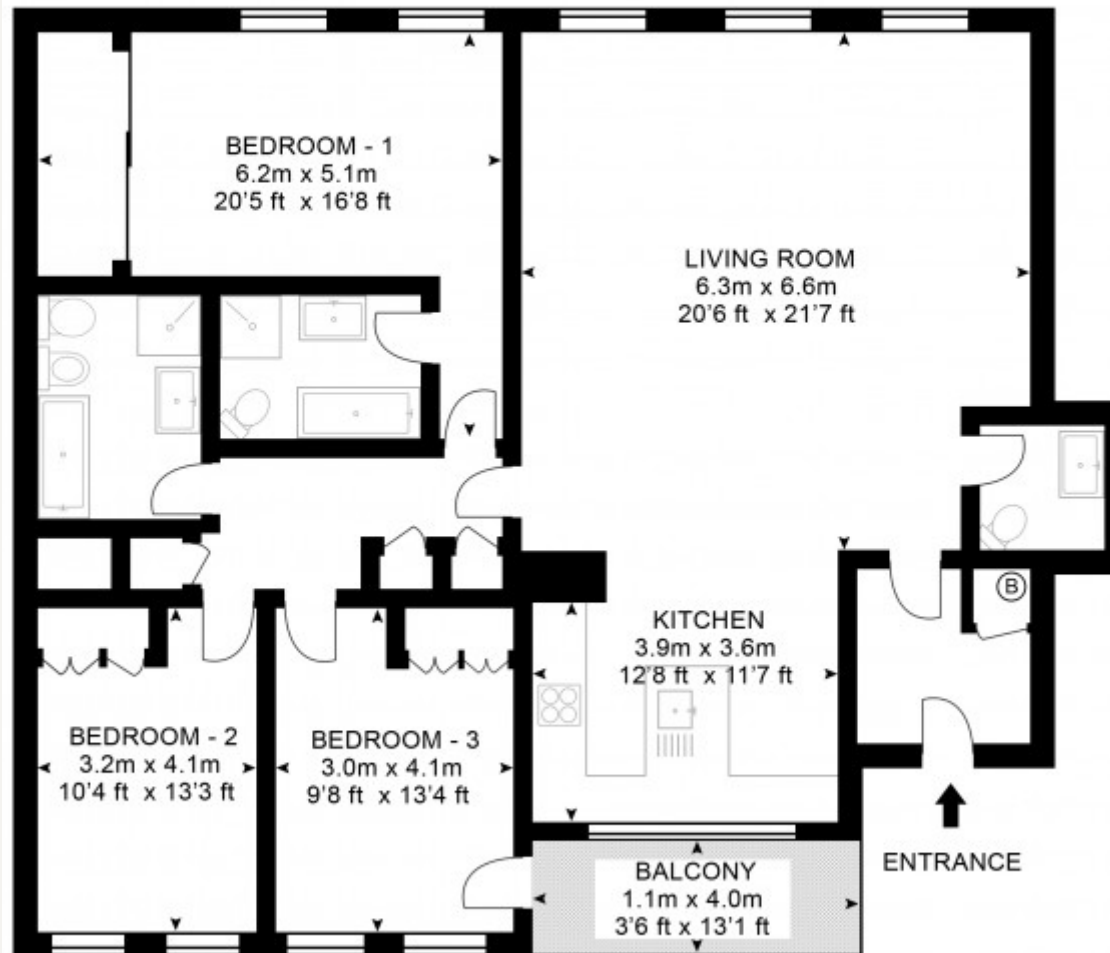 BEDROOM - 1
6.2m x 5.1m
20'5 ft x 16'8 ft
LIVING ROOM
6.3m x 6.6m
20'6 ft x 21'7 ft
B
KITCHEN
3.9m x 3.6m
12'8 ft x 11'7 ft
BEDROOM - 2
3.2m x 4.1m
10'4 ft x 13'3 ft
BEDROOM - 3
3.0m x 4.1m
9'8 ft x 13'4 ft
BALCONY
1.1m x 4.0m
3'6 ft x 13'1 ft
ENTRANCE